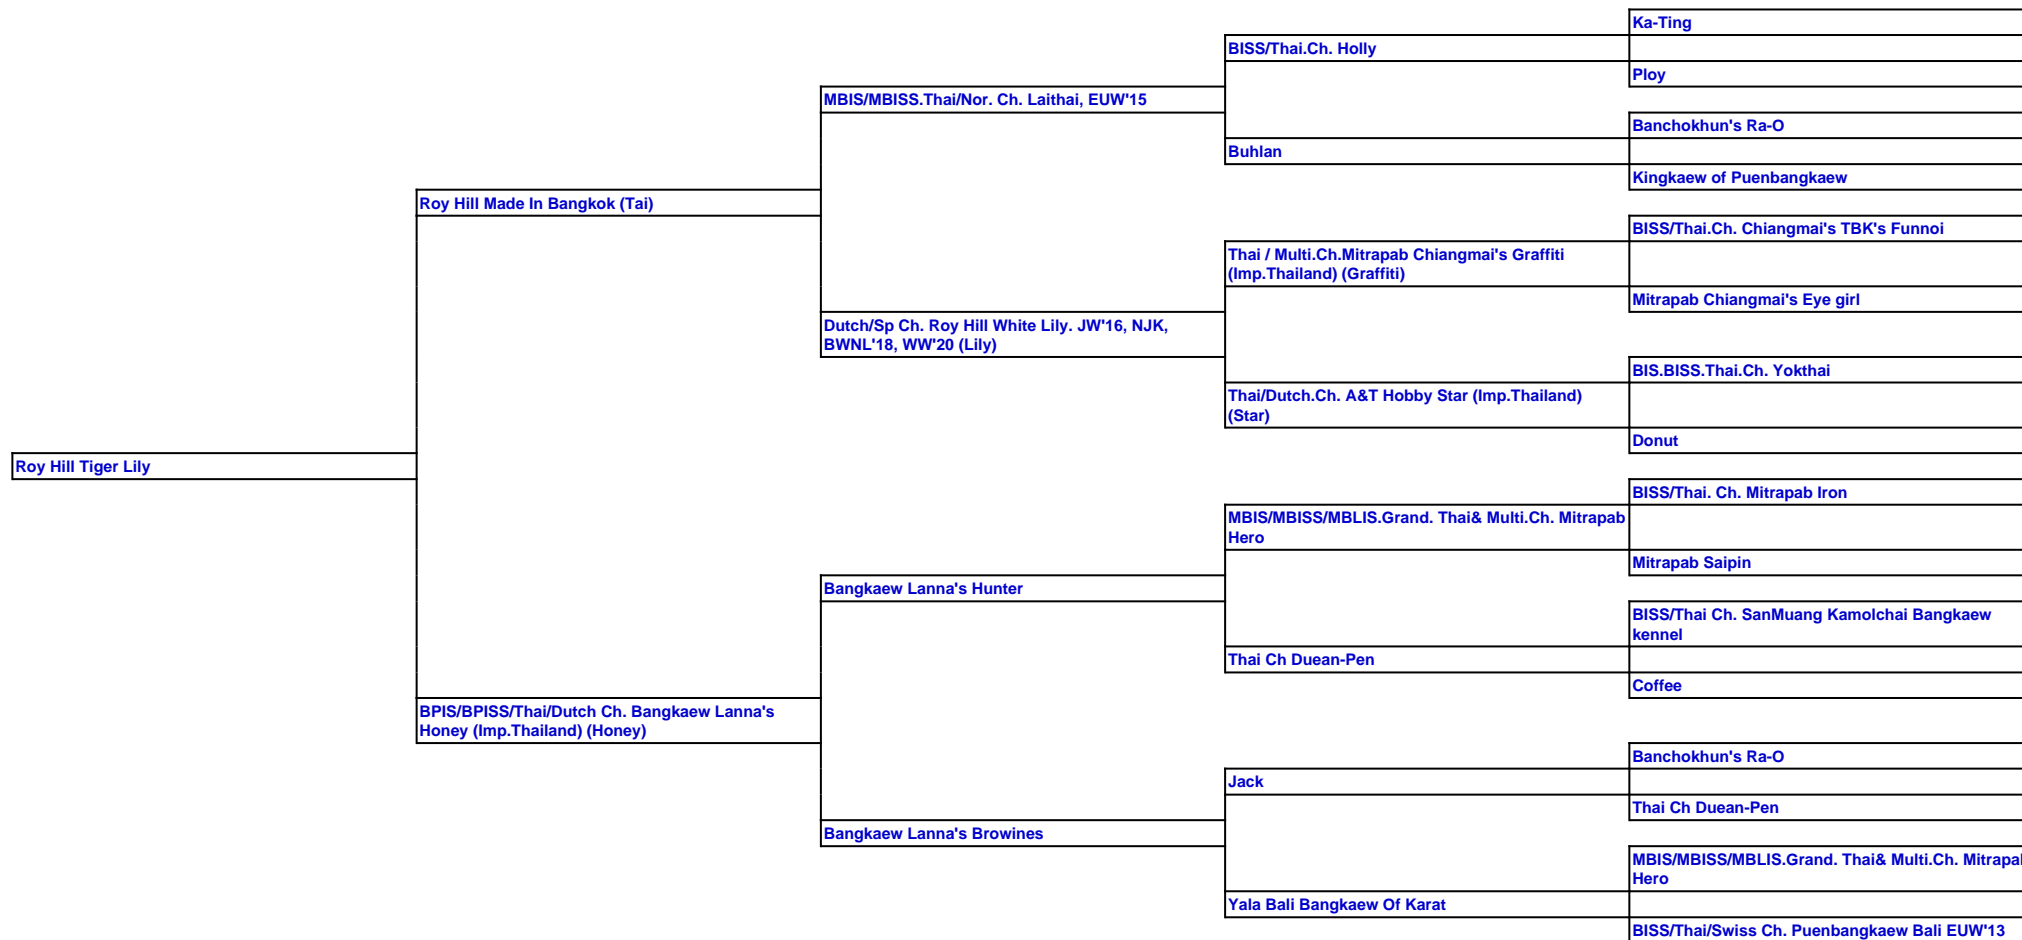 Ka-Ting
BISS/Thai.Ch. Holly
Ploy
MBIS/MBISS.Thai/Nor. Ch. Laithai, EUW'15
Banchokhun's Ra-O
Buhlan
Kingkaew of Puenbangkaew
Roy Hill Made In Bangkok (Tai)
BISS/Thai.Ch. Chiangmai's TBK's Funnoi
Thai / Multi.Ch.Mitrapab Chiangmai's Graffiti
(Imp.Thailand) (Graffiti)
Mitrapab Chiangmai's Eye girl
Dutch/Sp Ch. Roy Hill White Lily. JW'16, NJK,
BWNL'18, WW'20 (Lily)
BIS.BISS.Thai.Ch. Yokthai
Thai/Dutch.Ch. A&T Hobby Star (Imp.Thailand)
(Star)
Donut
Roy Hill Tiger Lily
BISS/Thai. Ch. Mitrapab Iron
MBIS/MBISS/MBLIS.Grand. Thai& Multi.Ch. Mitrapab
Hero
Mitrapab Saipin
Bangkaew Lanna's Hunter
BISS/Thai Ch. SanMuang Kamolchai Bangkaew
kennel
Thai Ch Duean-Pen
Coffee
BPIS/BPISS/Thai/Dutch Ch. Bangkaew Lanna's
Honey (Imp.Thailand) (Honey)
Banchokhun's Ra-O
Jack
Thai Ch Duean-Pen
Bangkaew Lanna's Browines
MBIS/MBISS/MBLIS.Grand. Thai& Multi.Ch. Mitrapab
Hero
Yala Bali Bangkaew Of Karat
BISS/Thai/Swiss Ch. Puenbangkaew Bali EUW'13